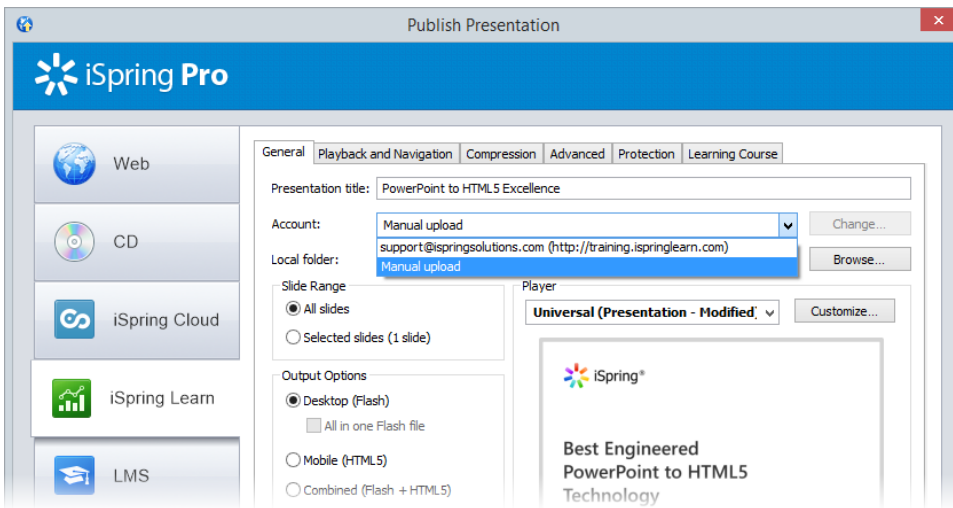 Publish Presentation
iSpring Pro
Web
CD
iSpring Cloud
iSpring Learn
LMS
General Playback and Navigation Compression Advanced Protection Learning Course
Presentation title: PowerPoint to HTML5 Excellence
Account: Manual upload Change...
support@ispringsolutions.com (http://training.ispringlearn.com)
Local folder: Manual upload Browse...
Slide Range
All slides
Selected slides (1 slide)
Output Options
Desktop (Flash)
All in one Flash file
Mobile (HTML5)
Combined (Flash + HTML5)
Player
Universal (Presentation - Modified) Customize...
iSpring®
Best Engineered
PowerPoint to HTML5
Technology